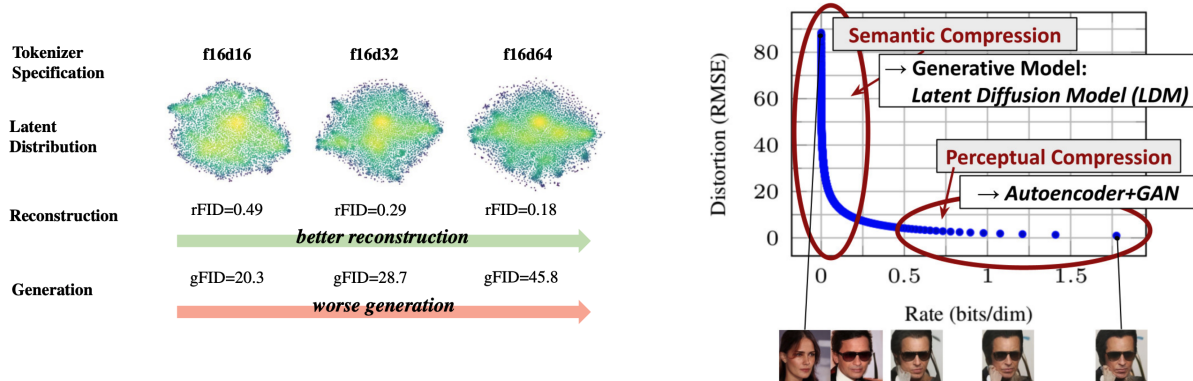 Tokenizer
Specification
f16d16
f16d32
f16d64
Latent
Distribution
Reconstruction
rFID=0.49
rFID=0.29
rFID=0.18
better reconstruction
Generation
gFID=20.3
gFID=28.7
gFID=45.8
worse generation
Distortion (RMSE)
80
60
40
20
0
Semantic Compression
→ Generative Model:
Latent Diffusion Model (LDM)
Perceptual Compression
→ Autoencoder+GAN
0
0.5
1
1.5
Rate (bits/dim)